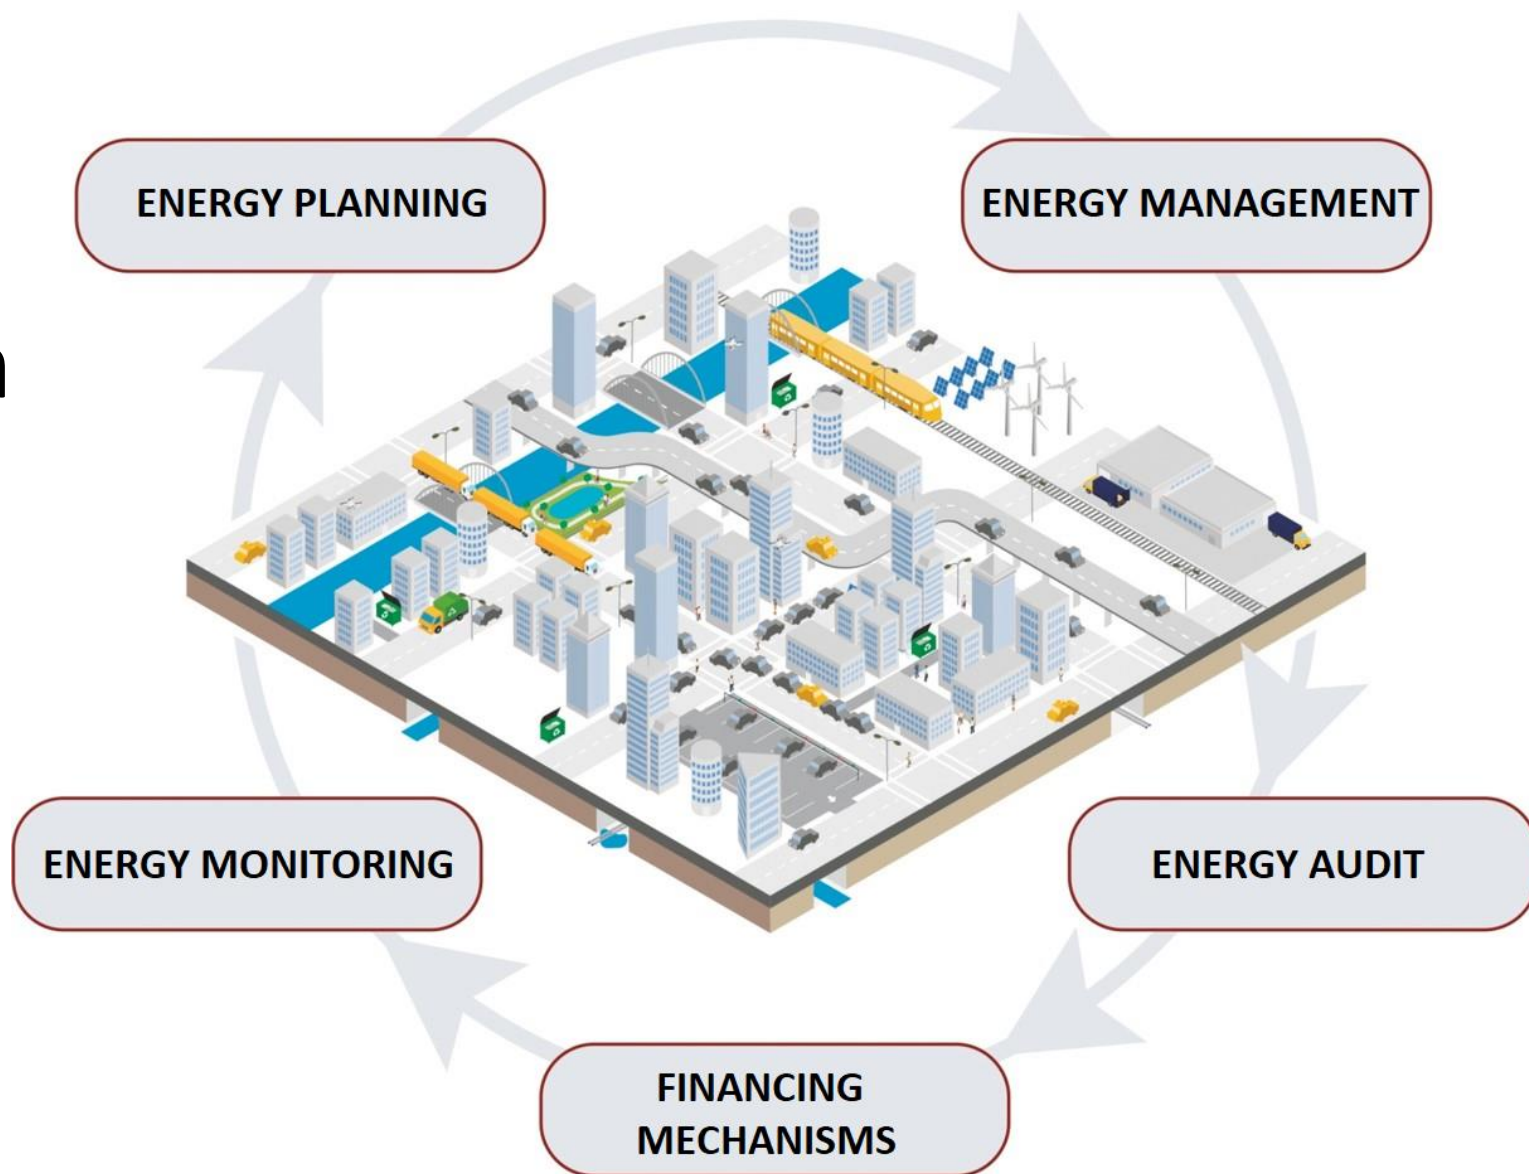 ENERGY PLANNING
ENERGY MANAGEMENT
n
ENERGY MONITORING
ENERGY AUDIT
FINANCING
MECHANISMS